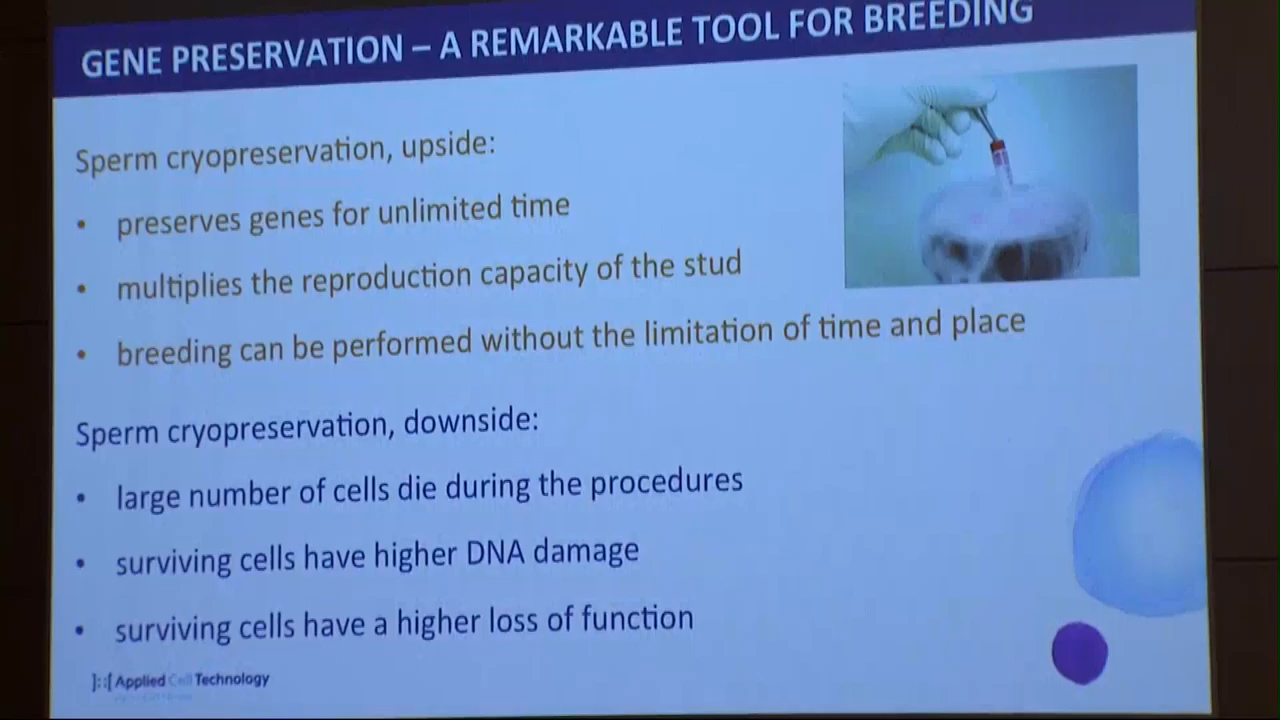 GENE PRESERVATION – A REMARKABLE TOOL FOR BREEDING
Sperm cryopreservation, upside:
• preserves genes for unlimited time
• multiplies the reproduction capacity of the stud
• breeding can be performed without the limitation of time and place
Sperm cryopreservation, downside:
• large number of cells die during the procedures
• surviving cells have higher DNA damage
• surviving cells have a higher loss of function
]::[ Applied Cell Technology